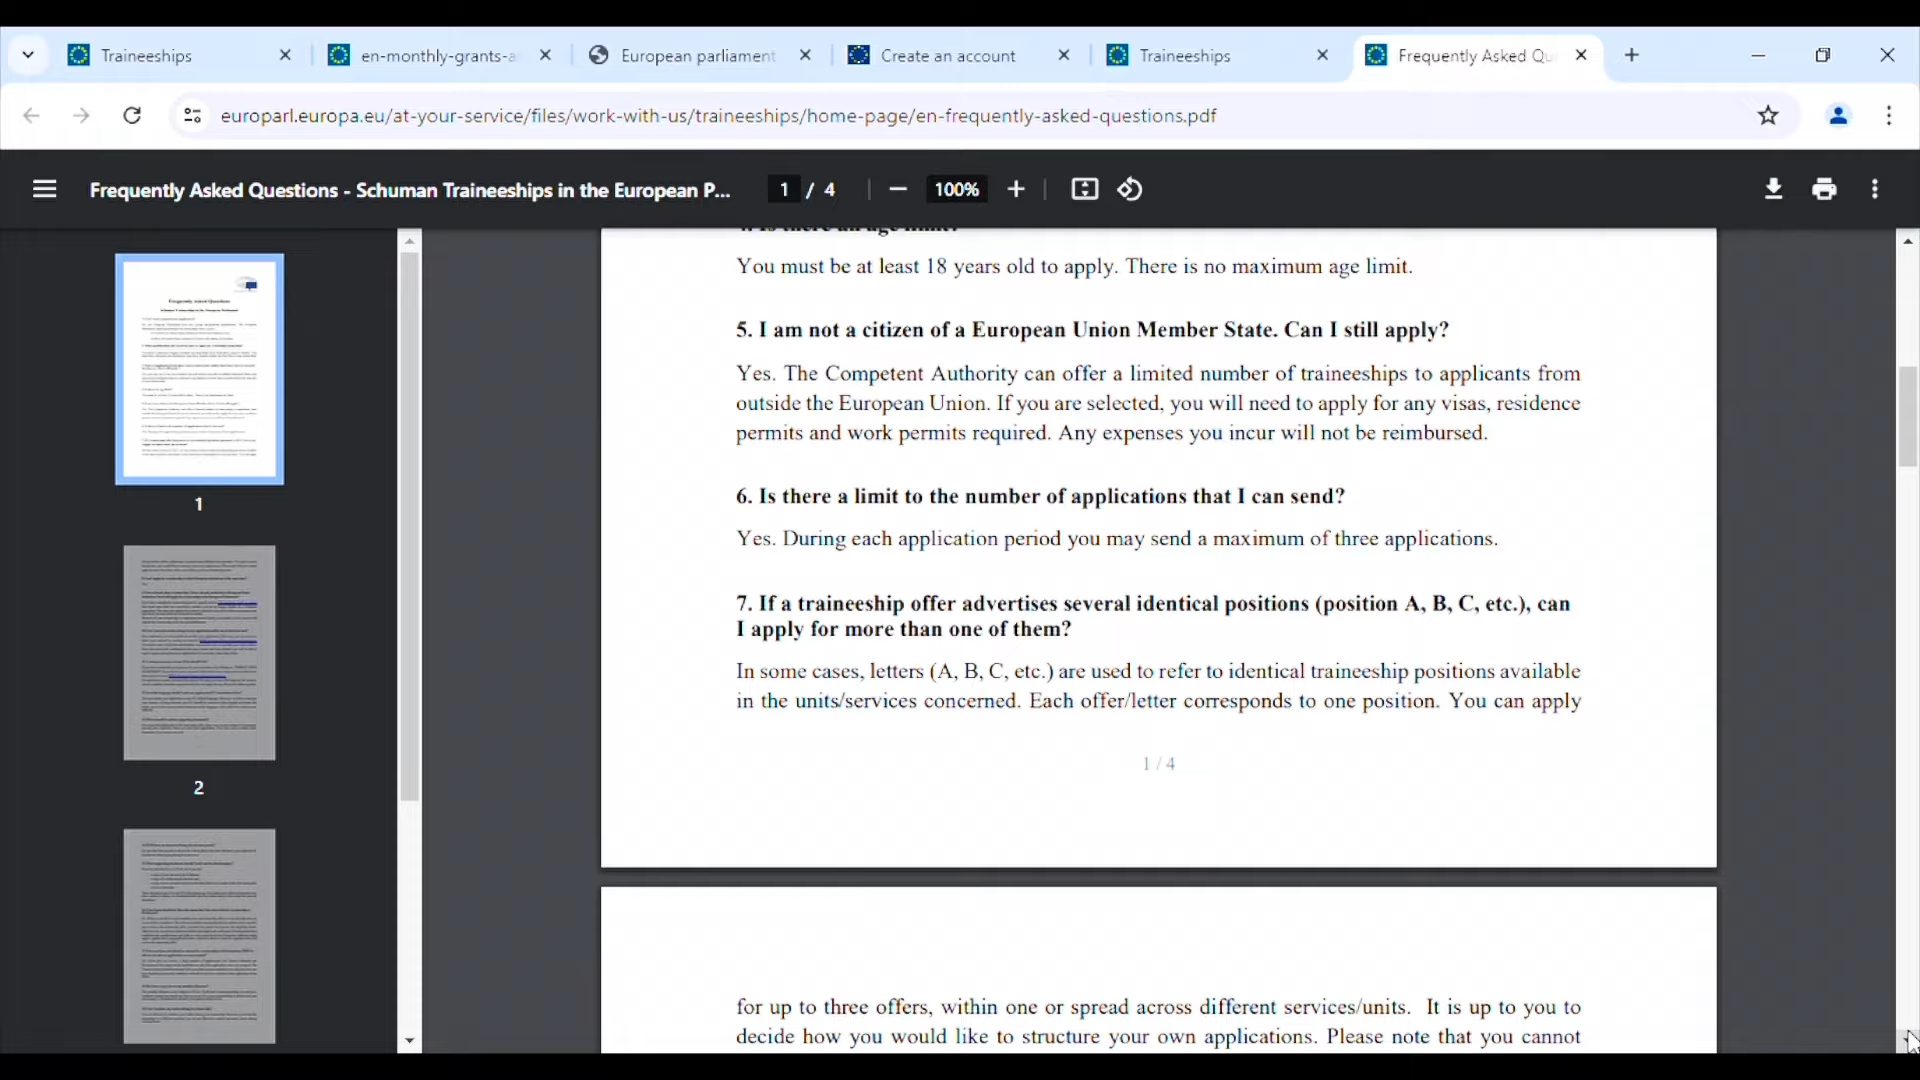 Traineeships
en-monthly-grants-a
European parliament
Create an account
Traineeships
Frequently Asked Qu
europarl.europa.eu/at-your-service/files/work-with-us/traineeships/home-page/en-frequently-asked-questions.pdf
Frequently Asked Questions - Schuman Traineeships in the European P...
1 / 4
100%
4. Is there an age limit?
You must be at least 18 years old to apply. There is no maximum age limit.
5. I am not a citizen of a European Union Member State. Can I still apply?
Yes. The Competent Authority can offer a limited number of traineeships to applicants from
outside the European Union. If you are selected, you will need to apply for any visas, residence
permits and work permits required. Any expenses you incur will not be reimbursed.
6. Is there a limit to the number of applications that I can send?
Yes. During each application period you may send a maximum of three applications.
7. If a traineeship offer advertises several identical positions (position A, B, C, etc.), can
I apply for more than one of them?
In some cases, letters (A, B, C, etc.) are used to refer to identical traineeship positions available
in the units/services concerned. Each offer/letter corresponds to one position. You can apply
1 / 4
for up to three offers, within one or spread across different services/units. It is up to you to
decide how you would like to structure your own applications. Please note that you cannot
1
2